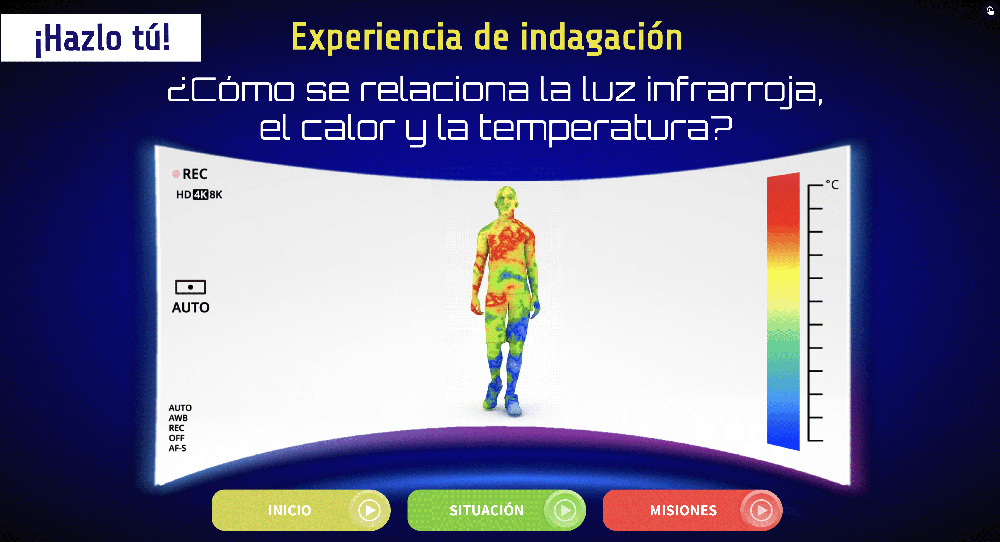 ¡Hazlo tú!
Experiencia de indagación
¿Cómo se relaciona la luz infrarroja,
el calor y la temperatura?
REC
HD 4K 8K
°C
AUTO
AUTO
AWB
REC
OFF
AF-S
INICIO
SITUACIÓN
MISIONES